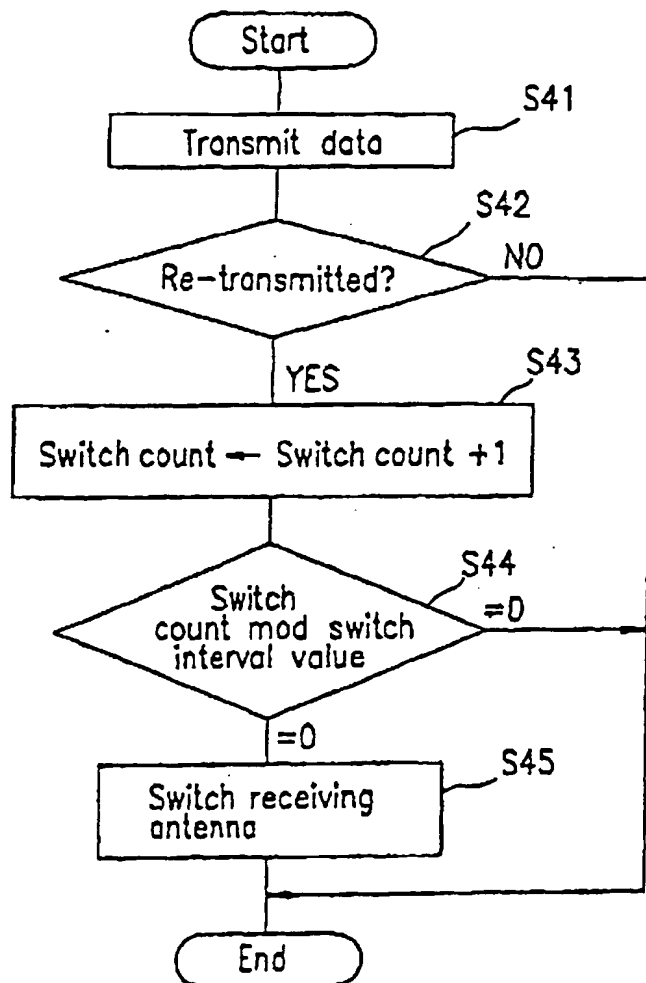 Start
S41
Transmit data
S42
Re-transmitted?
NO
YES
S43
Switch count ← Switch count +1
S44
Switch
count mod switch
interval value
=0
=0
S45
Switch receiving
antenna
End